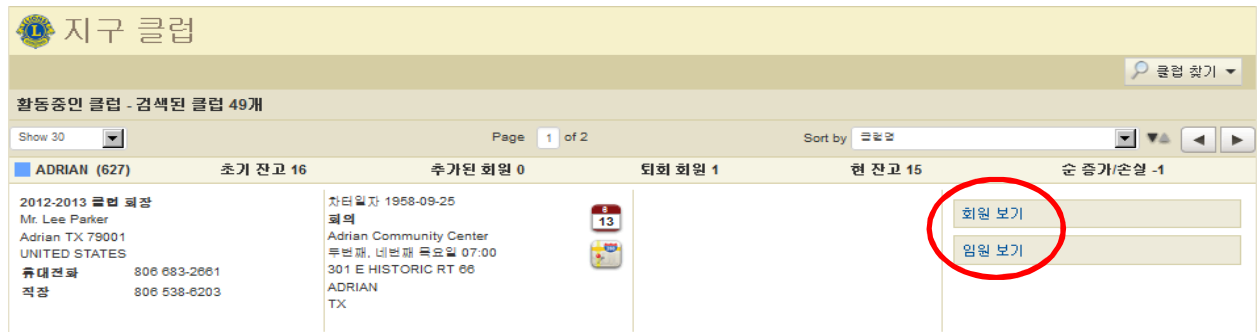 지구 클럽
클럽 찾기
활동중인 클럽 - 검색된 클럽 49개
Show 30 Page 1 of 2 Sort by 클럽명
ADRIAN (627) 초기 잔고 16 추가된 회원 0 퇴회 회원 1 현 잔고 15 순 증가/손실 -1
2012-2013 클럽 회장
Mr. Lee Parker
Adrian TX 79001
UNITED STATES
휴대전화 806 683-2661
직장 806 538-6203
차터일자 1958-09-25
회의
Adrian Community Center
두번째, 네번째 목요일 07:00
301 E HISTORIC RT 66
ADRIAN
TX
13
회원 보기
임원 보기